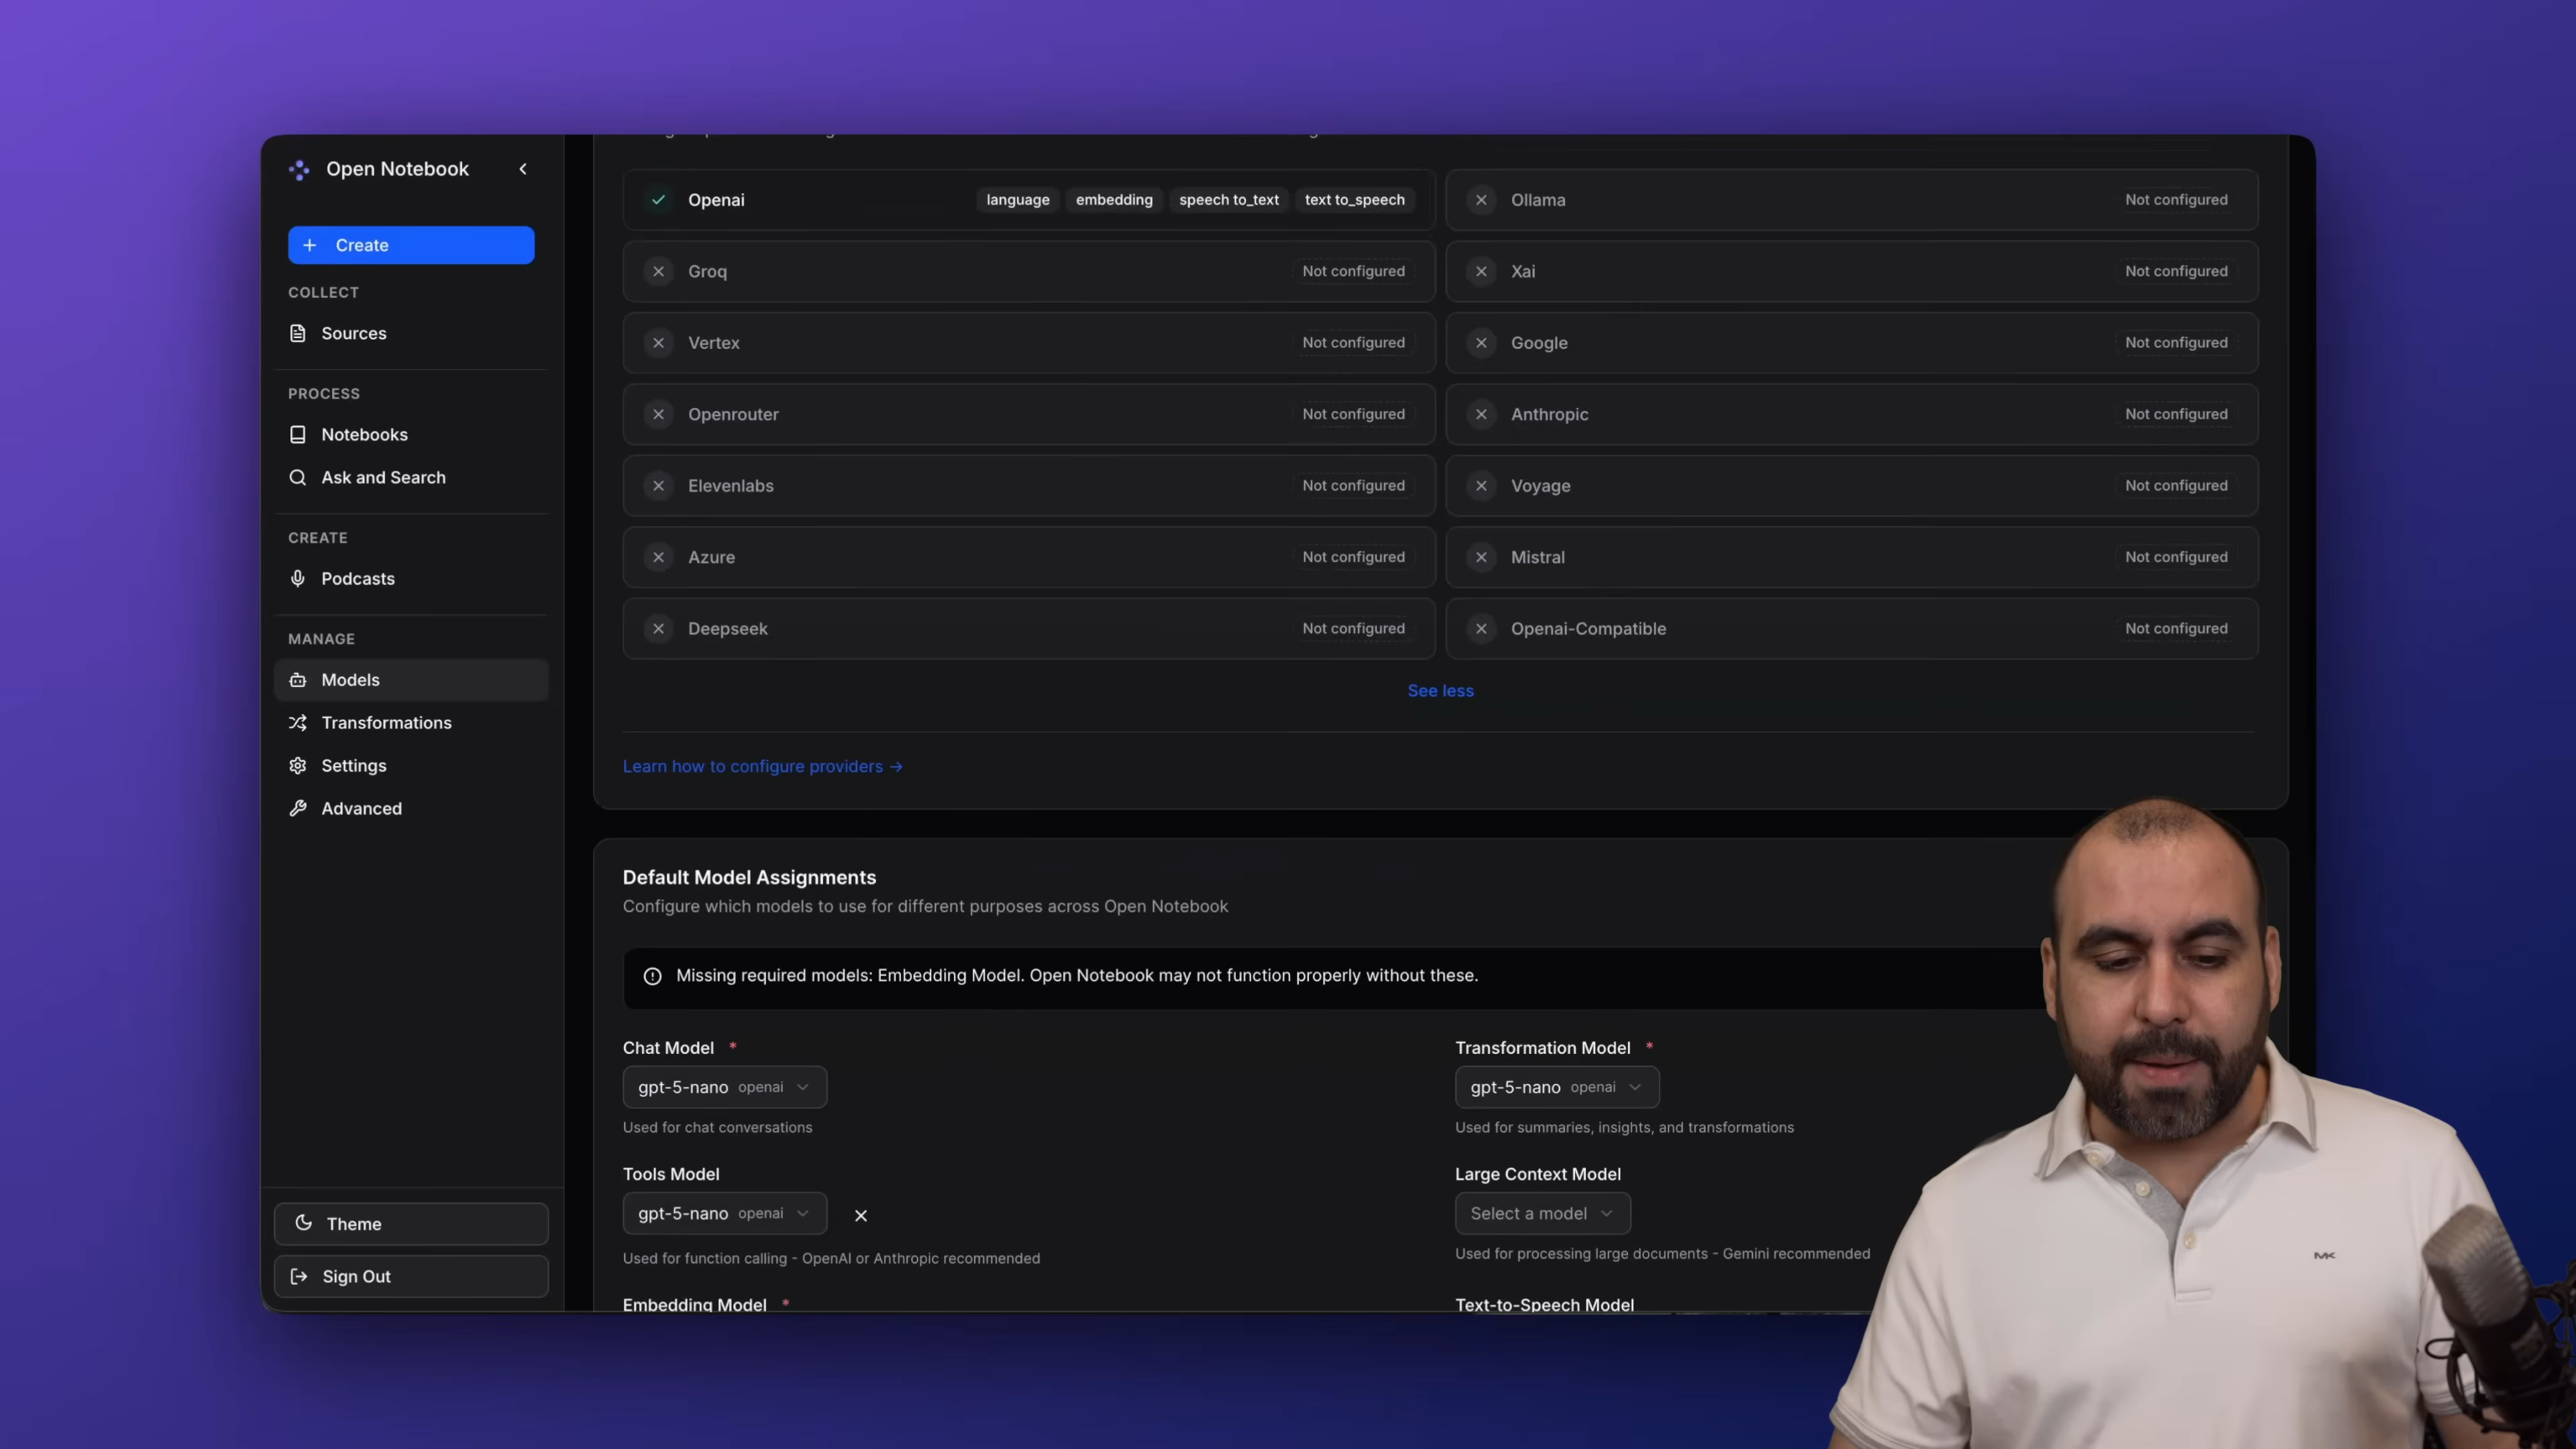 Open Notebook
Create
COLLECT
Sources
PROCESS
Notebooks
Ask and Search
CREATE
Podcasts
MANAGE
Models
Transformations
Settings
Advanced
Theme
Sign Out
Openai language embedding speech to_text text to_speech
Ollama Not configured
Groq Not configured
Xai Not configured
Vertex Not configured
Google Not configured
Openrouter Not configured
Anthropic Not configured
Elevenlabs Not configured
Voyage Not configured
Azure Not configured
Mistral Not configured
Deepseek Not configured
Openai-Compatible Not configured
See less
Learn how to configure providers →
Default Model Assignments
Configure which models to use for different purposes across Open Notebook
Missing required models: Embedding Model. Open Notebook may not function properly without these.
Chat Model *
gpt-5-nano openai
Used for chat conversations
Transformation Model *
gpt-5-nano openai
Used for summaries, insights, and transformations
Tools Model
gpt-5-nano openai
Used for function calling - OpenAI or Anthropic recommended
Large Context Model
Select a model
Used for processing large documents - Gemini recommended
Embedding Model *
Text-to-Speech Model
MK